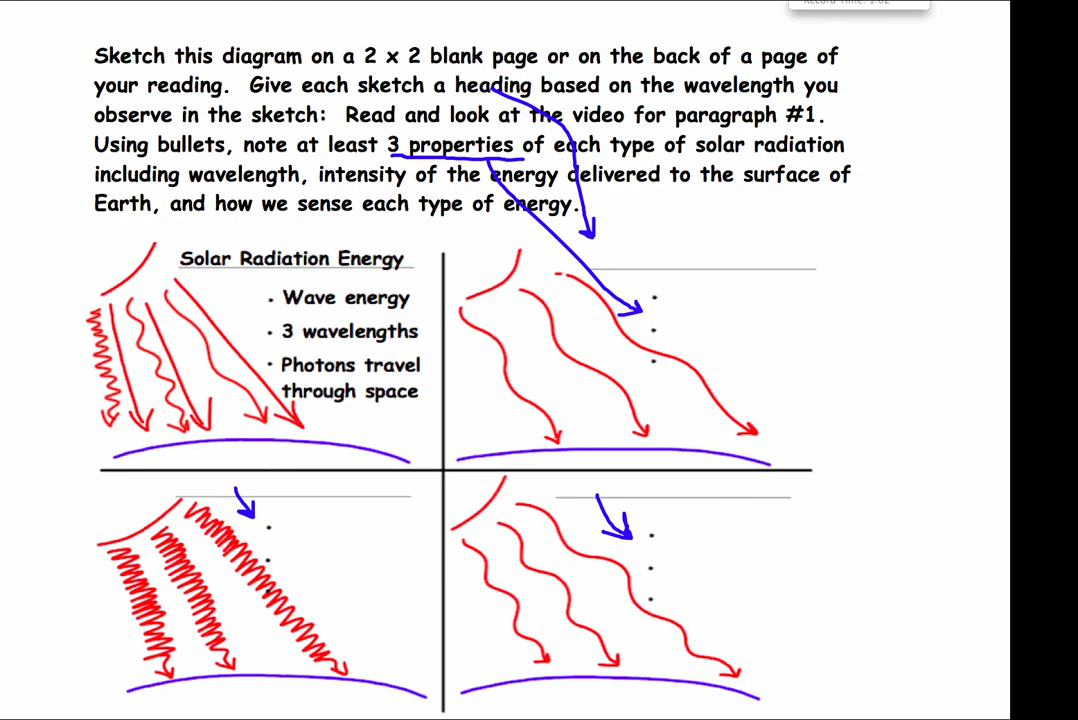 Sketch this diagram on a 2 x 2 blank page or on the back of a page of
your reading. Give each sketch a heading based on the wavelength you
observe in the sketch: Read and look at the video for paragraph #1.
Using bullets, note at least 3 properties of each type of solar radiation
including wavelength, intensity of the energy delivered to the surface of
Earth, and how we sense each type of energy.
Solar Radiation Energy
• Wave energy
• 3 wavelengths
• Photons travel
through space